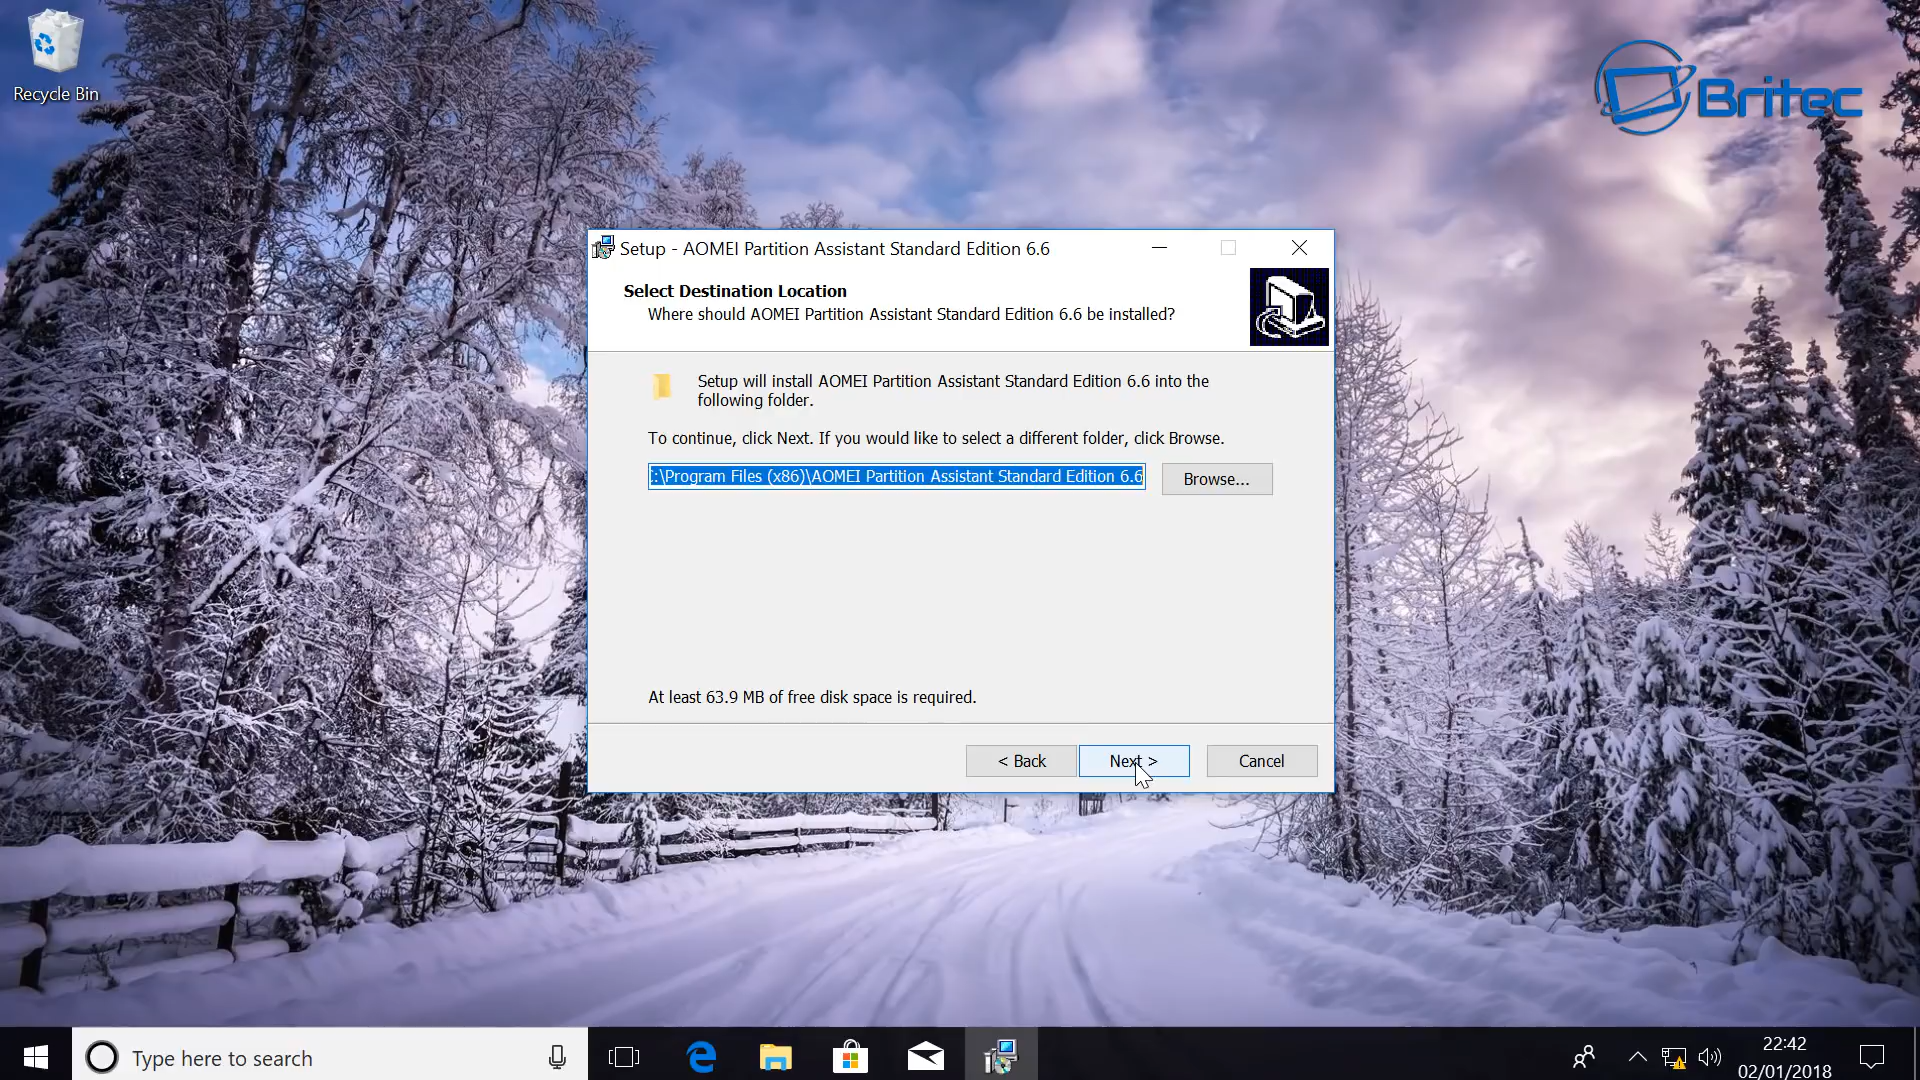 Recycle Bin
Britec
Setup - AOMEI Partition Assistant Standard Edition 6.6
Select Destination Location
Where should AOMEI Partition Assistant Standard Edition 6.6 be installed?
Setup will install AOMEI Partition Assistant Standard Edition 6.6 into the
following folder.
To continue, click Next. If you would like to select a different folder, click Browse.
:\Program Files (x86)\AOMEI Partition Assistant Standard Edition 6.6
Browse...
At least 63.9 MB of free disk space is required.
< Back
Next >
Cancel
Type here to search
22:42
02/01/2018